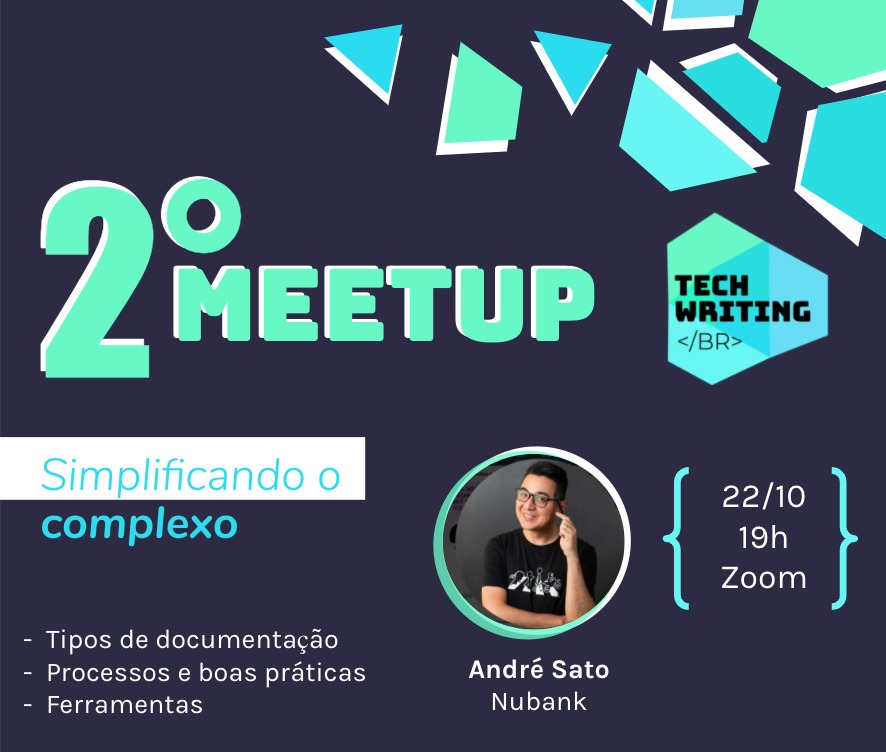 2º MEETUP
TECH
WRITING
</BR>
Simplificando o
complexo
- Tipos de documentação
- Processos e boas práticas
- Ferramentas
André Sato
Nubank
22/10
19h
Zoom